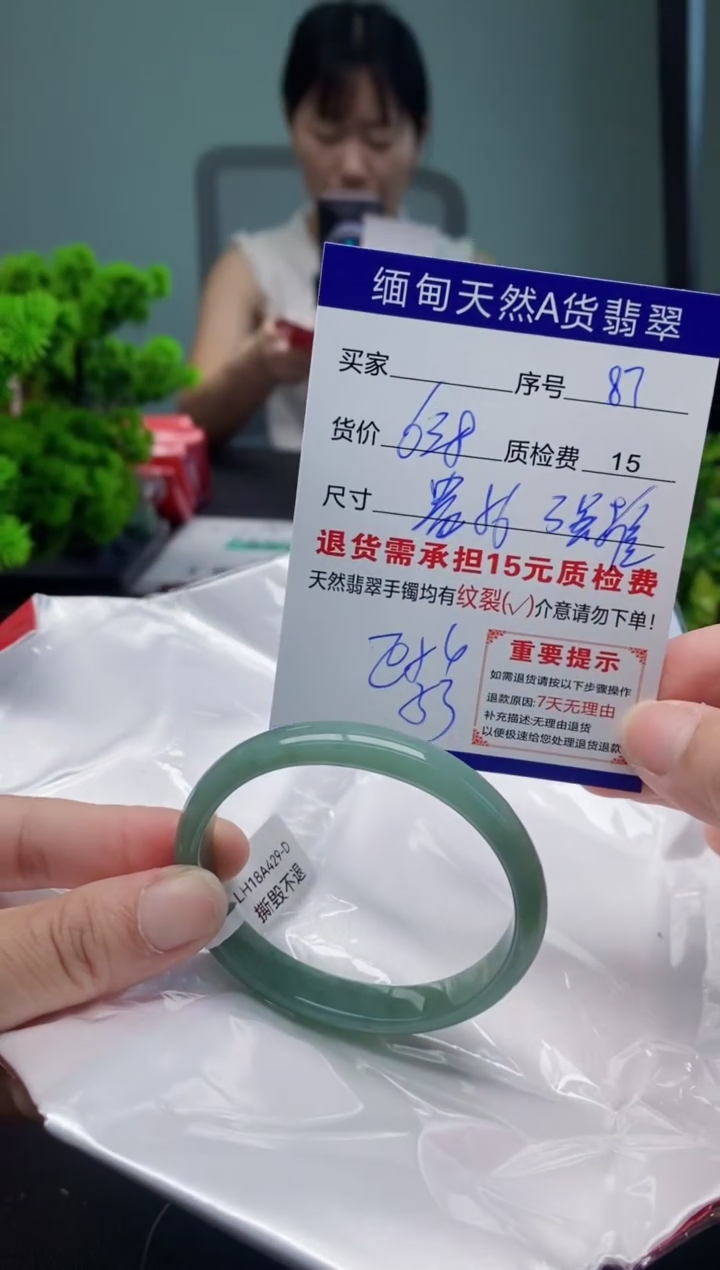 缅甸天然A货翡翠
买家 序号 87
货价 质检费 15
尺寸
退货需承担15元质检费
天然翡翠手镯均有纹裂(√)介意请勿下单!
重要提示
如需退货请按以下步骤操作
退款原因:7天无理由
补充描述:无理由退货
以便极速给您处理退货退款
LH18A429-D
撕毁不退